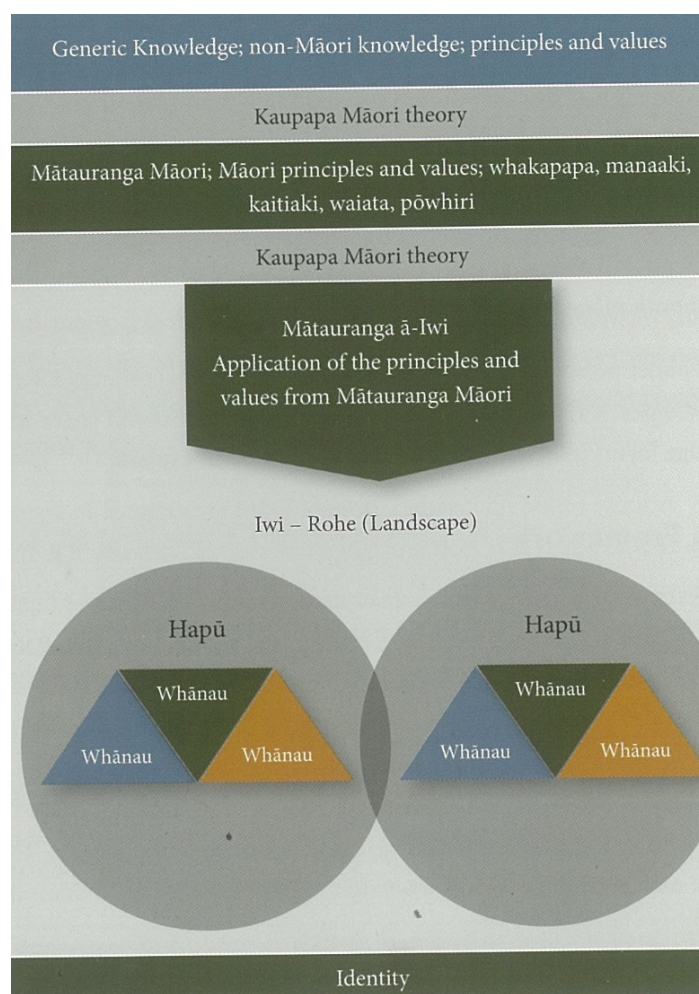 Generic Knowledge; non-Māori knowledge; principles and values
Kaupapa Māori theory
Mātauranga Māori; Māori principles and values; whakapapa, manaaki,
kaitiaki, waiata, pōwhiri
Kaupapa Māori theory
Mātauranga ā-Iwi
Application of the principles and
values from Mātauranga Māori
Iwi – Rohe (Landscape)
Hapū
Whānau
Whānau
Whānau
Hapū
Whānau
Whānau
Whānau
Identity